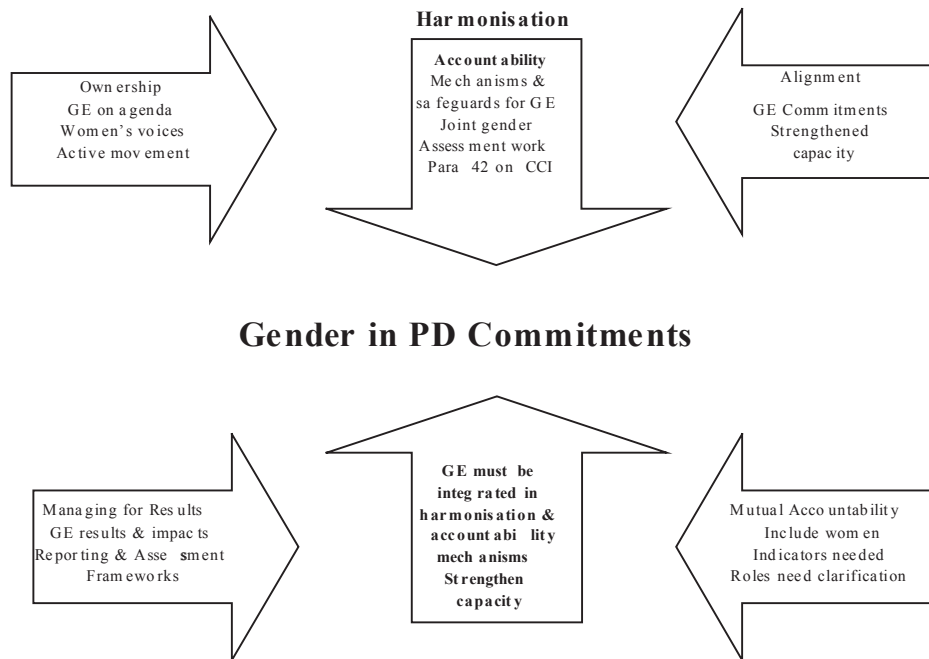 Harmonisation
Ownership
GE on agenda
Women's voices
Active movement
Accountability
Mechanisms &
safeguards for GE
Joint gender
Assessment work
Para 42 on CCI
Alignment
GE Commitments
Strengthened
capacity
Gender in PD Commitments
Managing for Results
GE results & impacts
Reporting & Assesment
Frameworks
GE must be
integrated in
harmonisation &
accountability
mechanisms
Strengthen
capacity
Mutual Accountability
Include women
Indicators needed
Roles need clarification